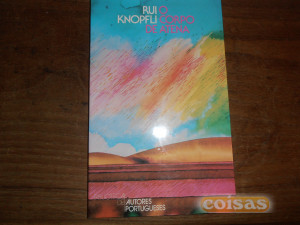 RUI
KNOPFLI
O
CORPO
DE ATENA
AUTORES
PORTUGUESES
coisas